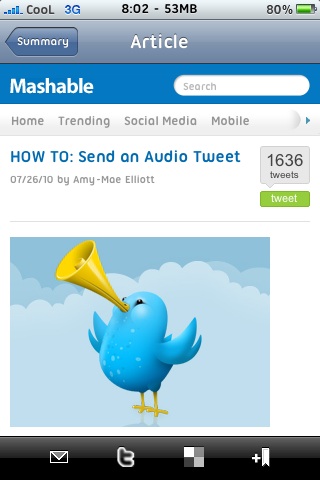 CooL 3G 8:02 - 53MB 80%
Summary Article
Mashable Search
Home Trending Social Media Mobile
HOW TO: Send an Audio Tweet
07/26/10 by Amy-Mae Elliott
1636
tweets
tweet